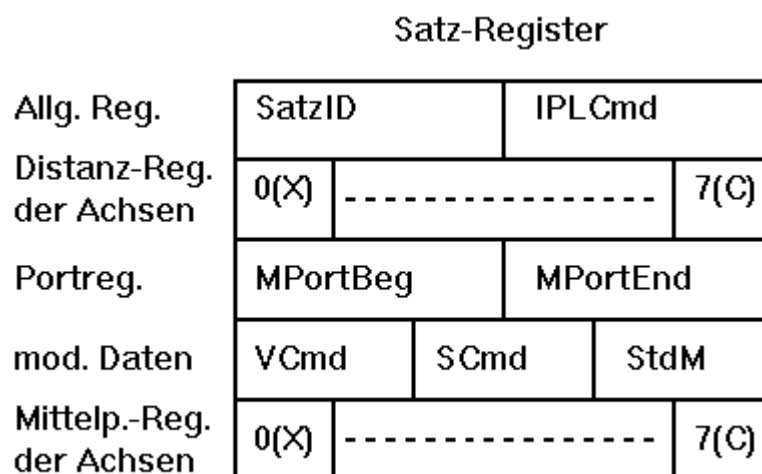 Satz-Register
Allg. Reg. SatzID IPLCmd
Distanz-Reg.
der Achsen 0(X) 7(C)
Portreg. MPortBeg MPortEnd
mod. Daten VCmd SCmd StdM
Mittelp.-Reg.
der Achsen 0(X) 7(C)